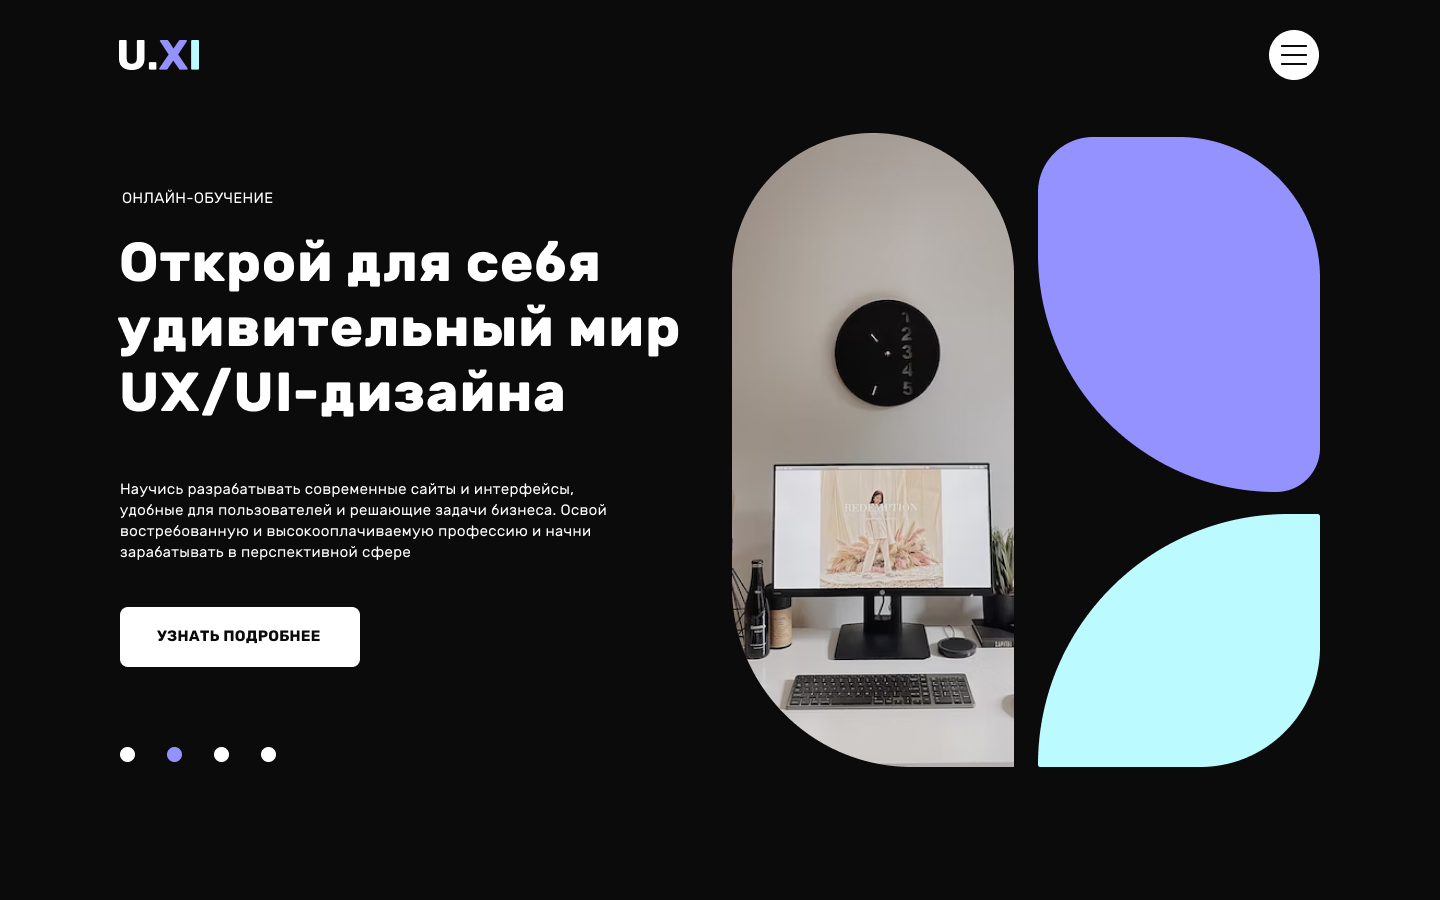 U.XI
ОНЛАЙН-ОБУЧЕНИЕ
Открой для себя
удивительный мир
UX/UI-дизайна
Научись разрабатывать современные сайты и интерфейсы,
удобные для пользователей и решающие задачи бизнеса. Освой
востребованную и высокооплачиваемую профессию и начни
зарабатывать в перспективной сфере
УЗНАТЬ ПОДРОБНЕЕ
1
2
3
4
5
REDEMPTION